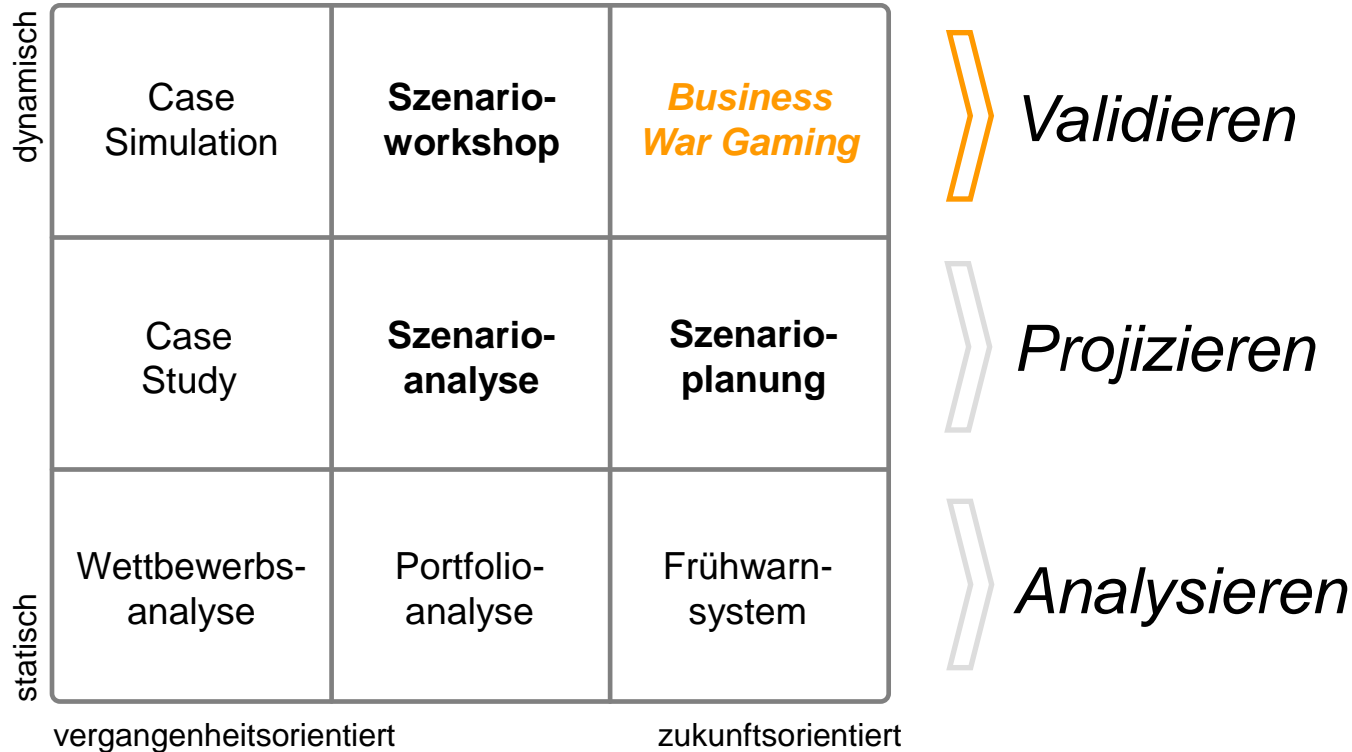 dynamisch
Case
Simulation
Szenario-
workshop
Business
War Gaming
Validieren
Case
Study
Szenario-
analyse
Szenario-
planung
Projizieren
statisch
Wettbewerbs-
analyse
Portfolio-
analyse
Frühwarn-
system
Analysieren
vergangenheitsorientiert
zukunftsorientiert